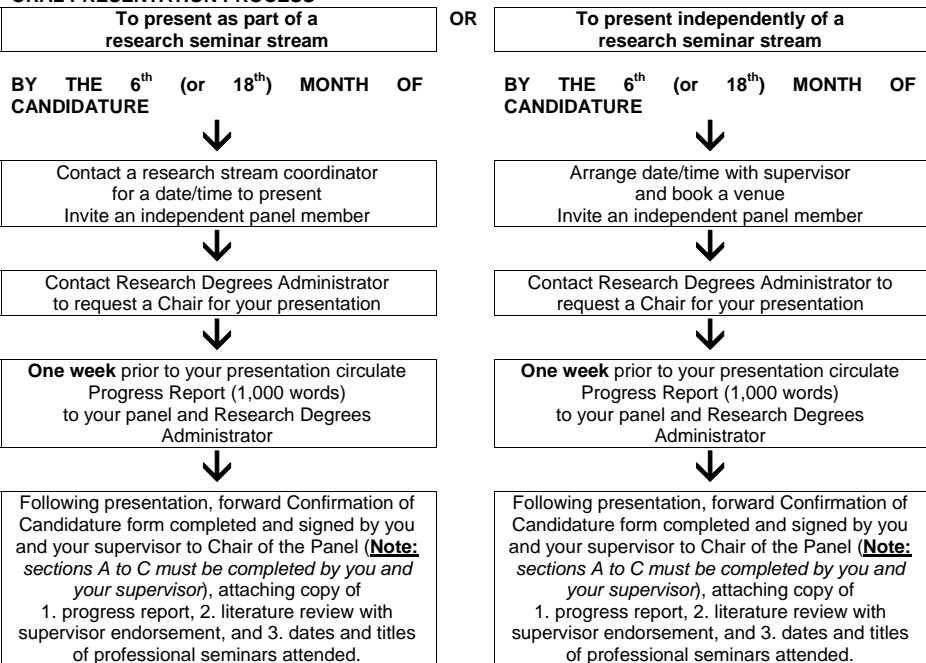 ORAL PRESENTATION PROCESS
To present as part of a
research seminar stream
OR
To present independently of a
research seminar stream
BY THE 6th (or 18th) MONTH OF
CANDIDATURE
Contact a research stream coordinator
for a date/time to present
Invite an independent panel member
Contact Research Degrees Administrator
to request a Chair for your presentation
One week prior to your presentation circulate
Progress Report (1,000 words)
to your panel and Research Degrees
Administrator
Following presentation, forward Confirmation of
Candidature form completed and signed by you
and your supervisor to Chair of the Panel (Note:
sections A to C must be completed by you and
your supervisor), attaching copy of
1. progress report, 2. literature review with
supervisor endorsement, and 3. dates and titles
of professional seminars attended.
BY THE 6th (or 18th) MONTH OF
CANDIDATURE
Arrange date/time with supervisor
and book a venue
Invite an independent panel member
Contact Research Degrees Administrator to
request a Chair for your presentation
One week prior to your presentation circulate
Progress Report (1,000 words)
to your panel and Research Degrees
Administrator
Following presentation, forward Confirmation of
Candidature form completed and signed by you
and your supervisor to Chair of the Panel (Note:
sections A to C must be completed by you and
your supervisor), attaching copy of
1. progress report, 2. literature review with
supervisor endorsement, and 3. dates and titles
of professional seminars attended.